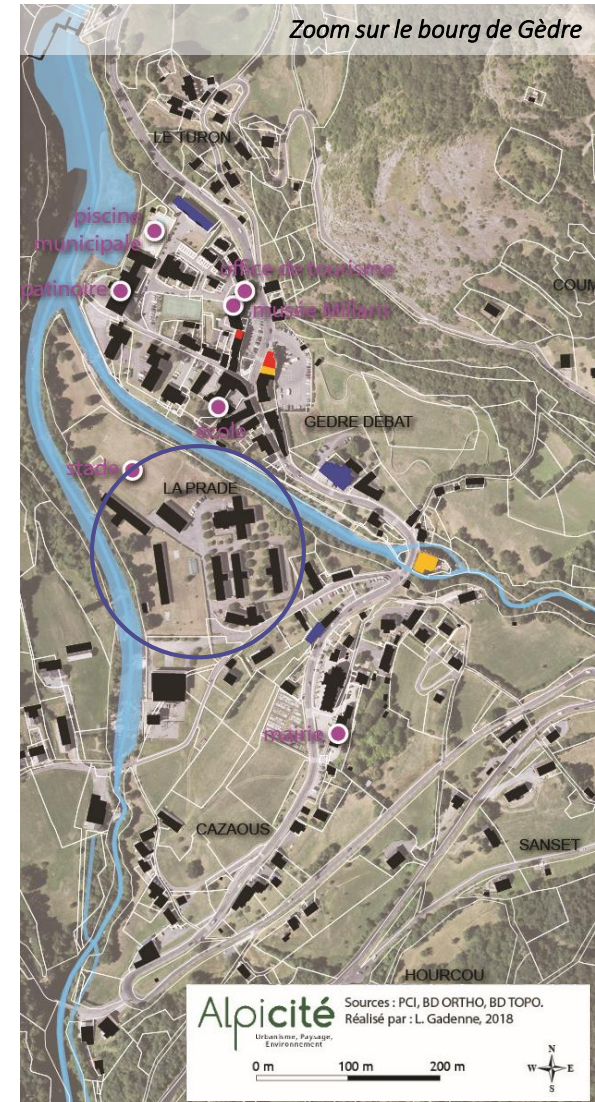 Zoom sur le bourg de Gèdre
LE TURON
piscine
municipale
office de tourisme
patinoire
musée Millaris
COUM
école
GEDRE DEBAT
stade
LA PRADE
mairie
CAZAOUS
SANSET
HOURCOU
Alpicité
Urbanisme, Paysage,
Environnement
Sources : PCI, BD ORTHO, BD TOPO.
Réalisé par : L. Gadenne, 2018
0 m 100 m 200 m
N
W E
S